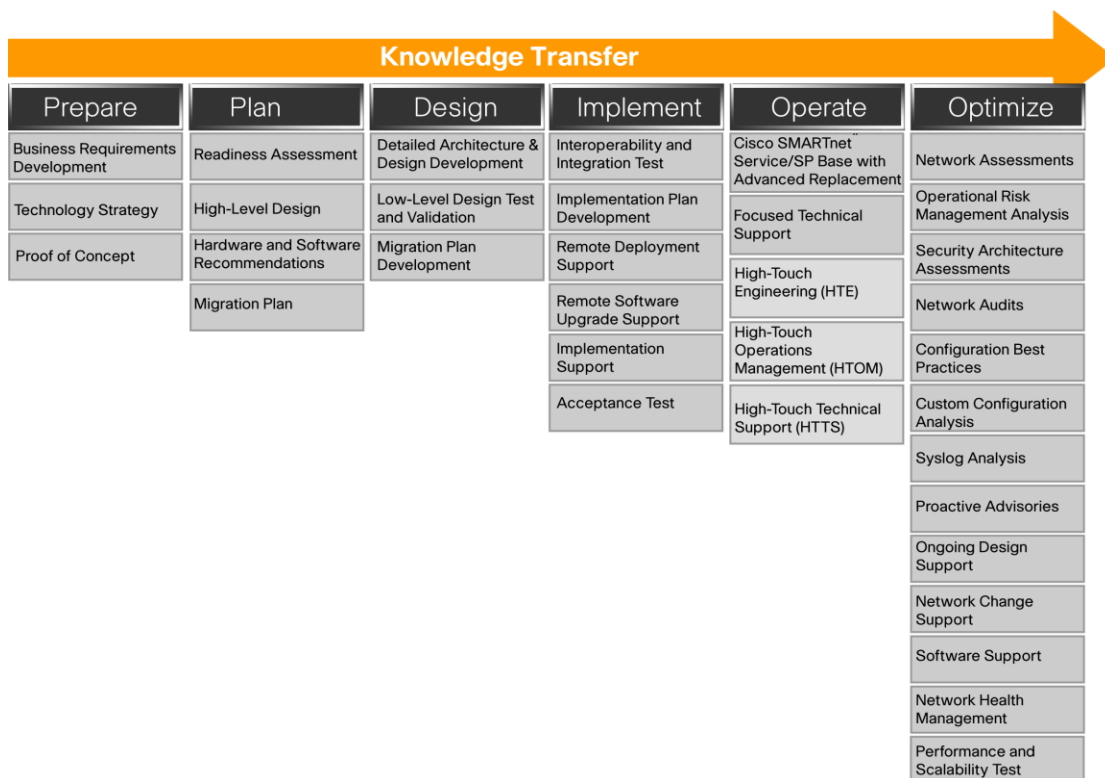 Knowledge Transfer
Prepare
Plan
Design
Implement
Operate
Optimize
Business Requirements
Development
Technology Strategy
Proof of Concept
Readiness Assessment
High-Level Design
Hardware and Software
Recommendations
Migration Plan
Detailed Architecture &
Design Development
Low-Level Design Test
and Validation
Migration Plan
Development
Interoperability and
Integration Test
Implementation Plan
Development
Remote Deployment
Support
Remote Software
Upgrade Support
Implementation
Support
Acceptance Test
Cisco SMARTnet
Service/SP Base with
Advanced Replacement
Focused Technical
Support
High-Touch
Engineering (HTE)
High-Touch
Operations
Management (HTOM)
High-Touch Technical
Support (HTTS)
Network Assessments
Operational Risk
Management Analysis
Security Architecture
Assessments
Network Audits
Configuration Best
Practices
Custom Configuration
Analysis
Syslog Analysis
Proactive Advisories
Ongoing Design
Support
Network Change
Support
Software Support
Network Health
Management
Performance and
Scalability Test